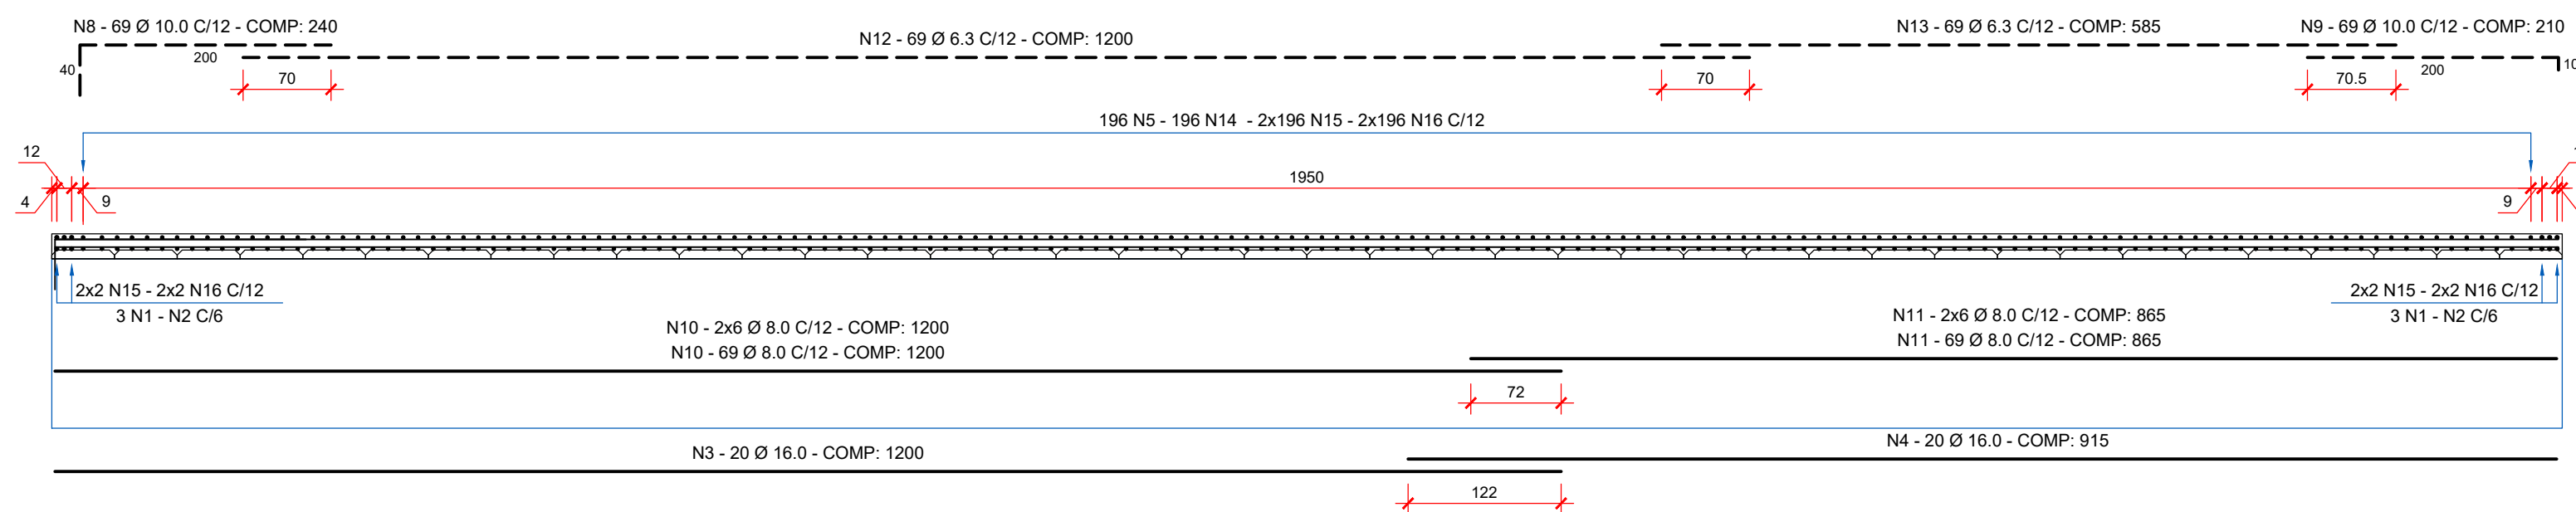 N8 - 69 Ø 10.0 C/12 - COMP: 240
N12 - 69 Ø 6.3 C/12 - COMP: 1200
N13 - 69 Ø 6.3 C/12 - COMP: 585
N9 - 69 Ø 10.0 C/12 - COMP: 210
40
200
70
70
70.5
200
10
196 N5 - 196 N14 - 2x196 N15 - 2x196 N16 C/12
12
1950
4
9
9
2x2 N15 - 2x2 N16 C/12
3 N1 - N2 C/6
2x2 N15 - 2x2 N16 C/12
3 N1 - N2 C/6
N10 - 2x6 Ø 8.0 C/12 - COMP: 1200
N10 - 69 Ø 8.0 C/12 - COMP: 1200
N11 - 2x6 Ø 8.0 C/12 - COMP: 865
N11 - 69 Ø 8.0 C/12 - COMP: 865
72
N3 - 20 Ø 16.0 - COMP: 1200
N4 - 20 Ø 16.0 - COMP: 915
122